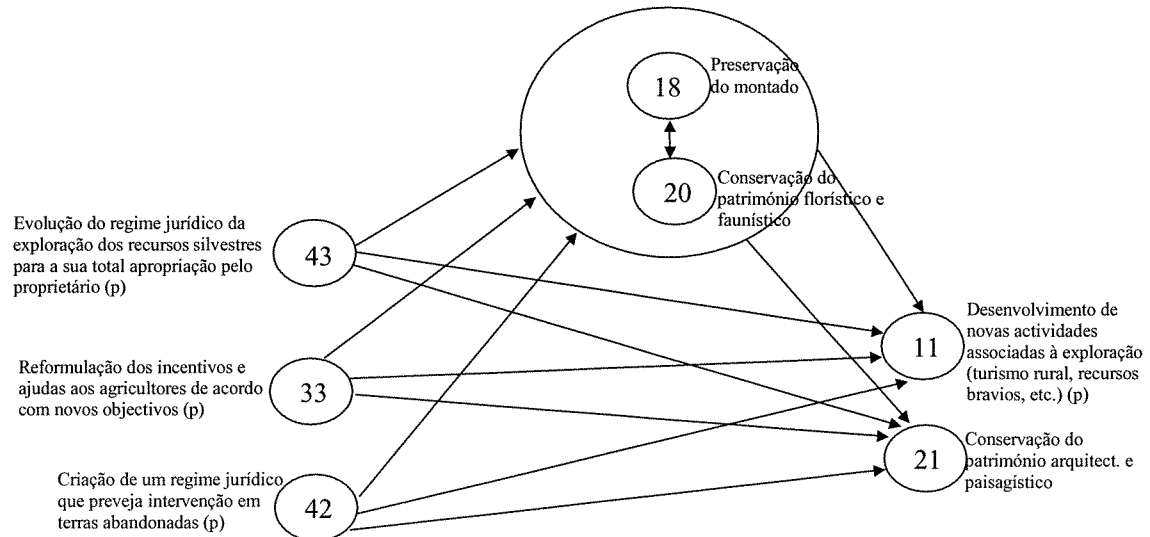 18
Preservação
do montado
20
Conservação do
património florístico e
faunístico
Evolução do regime jurídico da
exploração dos recursos silvestres
para a sua total apropriação pelo
proprietário (p)
43
Reformulação dos incentivos e
ajudas aos agricultores de acordo
com novos objectivos (p)
33
Criação de um regime jurídico
que preveja intervenção em
terras abandonadas (p)
42
11
Desenvolvimento de
novas actividades
associadas à exploração
(turismo rural, recursos
bravios, etc.) (p)
21
Conservação do
património arquitect. e
paisagístico